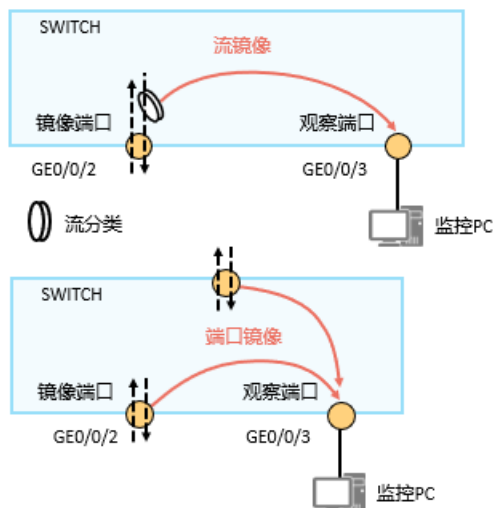 SWITCH
流镜像
镜像端口
观察端口
GE0/0/2
GE0/0/3
流分类
监控PC
SWITCH
端口镜像
镜像端口
观察端口
GE0/0/2
GE0/0/3
监控PC